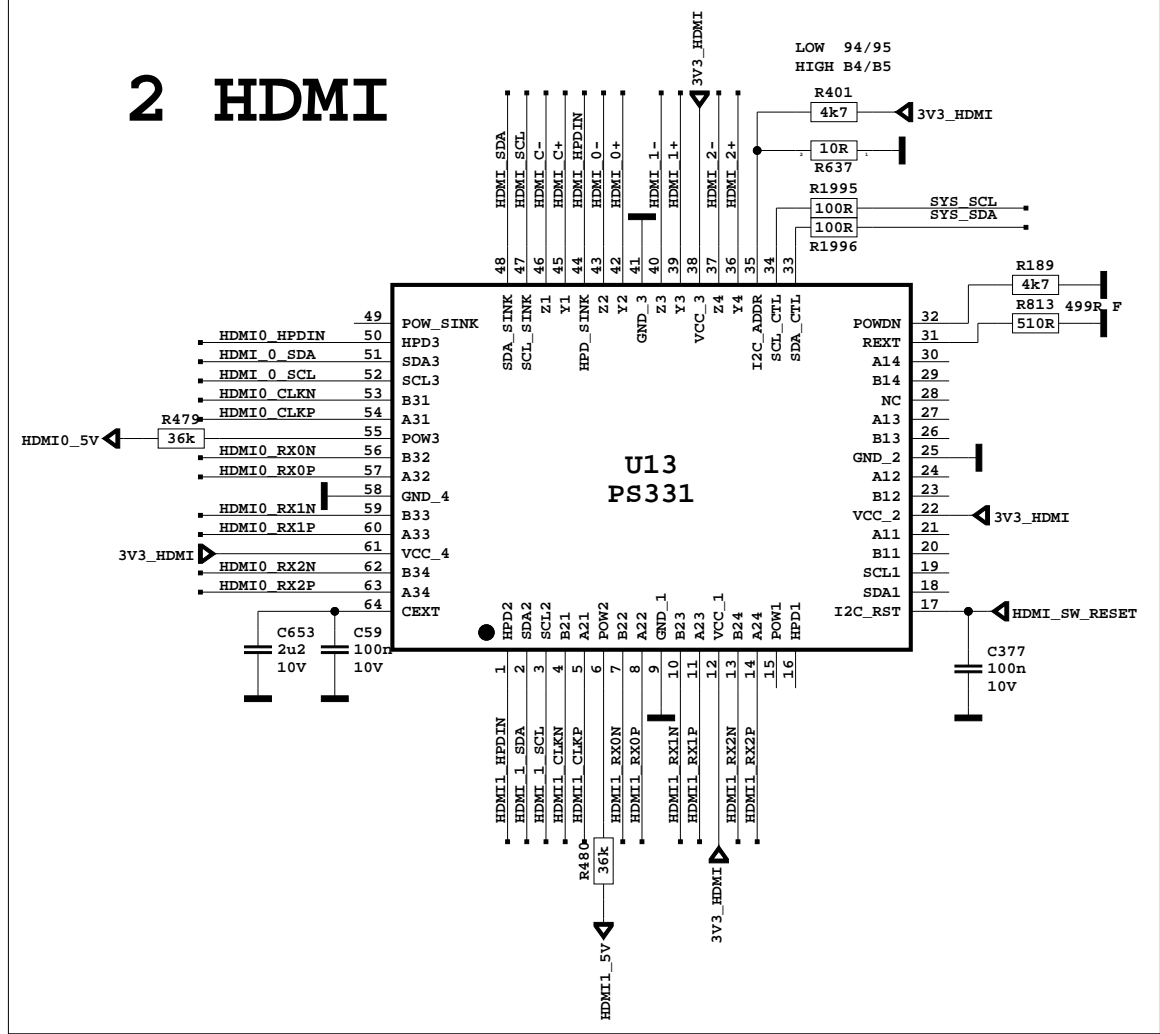 2 HDMI
LOW 94/95
HIGH B4/B5
R401
4k7
3V3_HDMI
3V3_HDMI
2 10R 1
R637
R1995
100R
SYS_SCL
SYS_SDA
100R
R1996
HDMI_SDA
HDMI_SCL
HDMI_C-
HDMI_C+
HDMI_HPDIN
HDMI_0-
HDMI_0+
HDMI_1-
HDMI_1+
HDMI_2-
HDMI_2+
48 SDA_SINK
47 SCL_SINK
46 Z1
45 Y1
44 HPD_SINK
43 Z2
42 Y2
41 GND_3
40 Z3
39 Y3
38 VCC_3
37 Z4
36 Y4
35 I2C_ADDR
34 SCL_CTL
33 SDA_CTL
49 POW_SINK
HDMI0_HPDIN 50 HPD3
HDMI_0_SDA 51 SDA3
HDMI_0_SCL 52 SCL3
HDMI0_CLKN 53 B31
HDMI0_CLKP 54 A31
R479
HDMI0_5V 36k 55 POW3
HDMI0_RX0N 56 B32
HDMI0_RX0P 57 A32
58 GND_4
HDMI0_RX1N 59 B33
HDMI0_RX1P 60 A33
3V3_HDMI 61 VCC_4
HDMI0_RX2N 62 B34
HDMI0_RX2P 63 A34
64 CEXT
C653
2u2
10V
C59
100n
10V
U13
PS331
R189
POWDN 32 4k7
R813
REXT 31 510R 499R_F
A14 30
B14 29
NC 28
A13 27
B13 26
GND_2 25
A12 24
B12 23
VCC_2 22 3V3_HDMI
A11 21
B11 20
SCL1 19
SDA1 18
I2C_RST 17 HDMI_SW_RESET
C377
100n
10V
HPD2 1 HDMI1_HPDIN
SDA2 2 HDMI_1_SDA
SCL2 3 HDMI_1_SCL
B21 4 HDMI1_CLKN
A21 5 HDMI1_CLKP
POW2 6
R480
36k
HDMI1_5V
B22 7 HDMI1_RX0N
A22 8 HDMI1_RX0P
GND_1 9
B23 10 HDMI1_RX1N
A23 11 HDMI1_RX1P
VCC_1 12 3V3_HDMI
B24 13 HDMI1_RX2N
A24 14 HDMI1_RX2P
POW1 15
HPD1 16